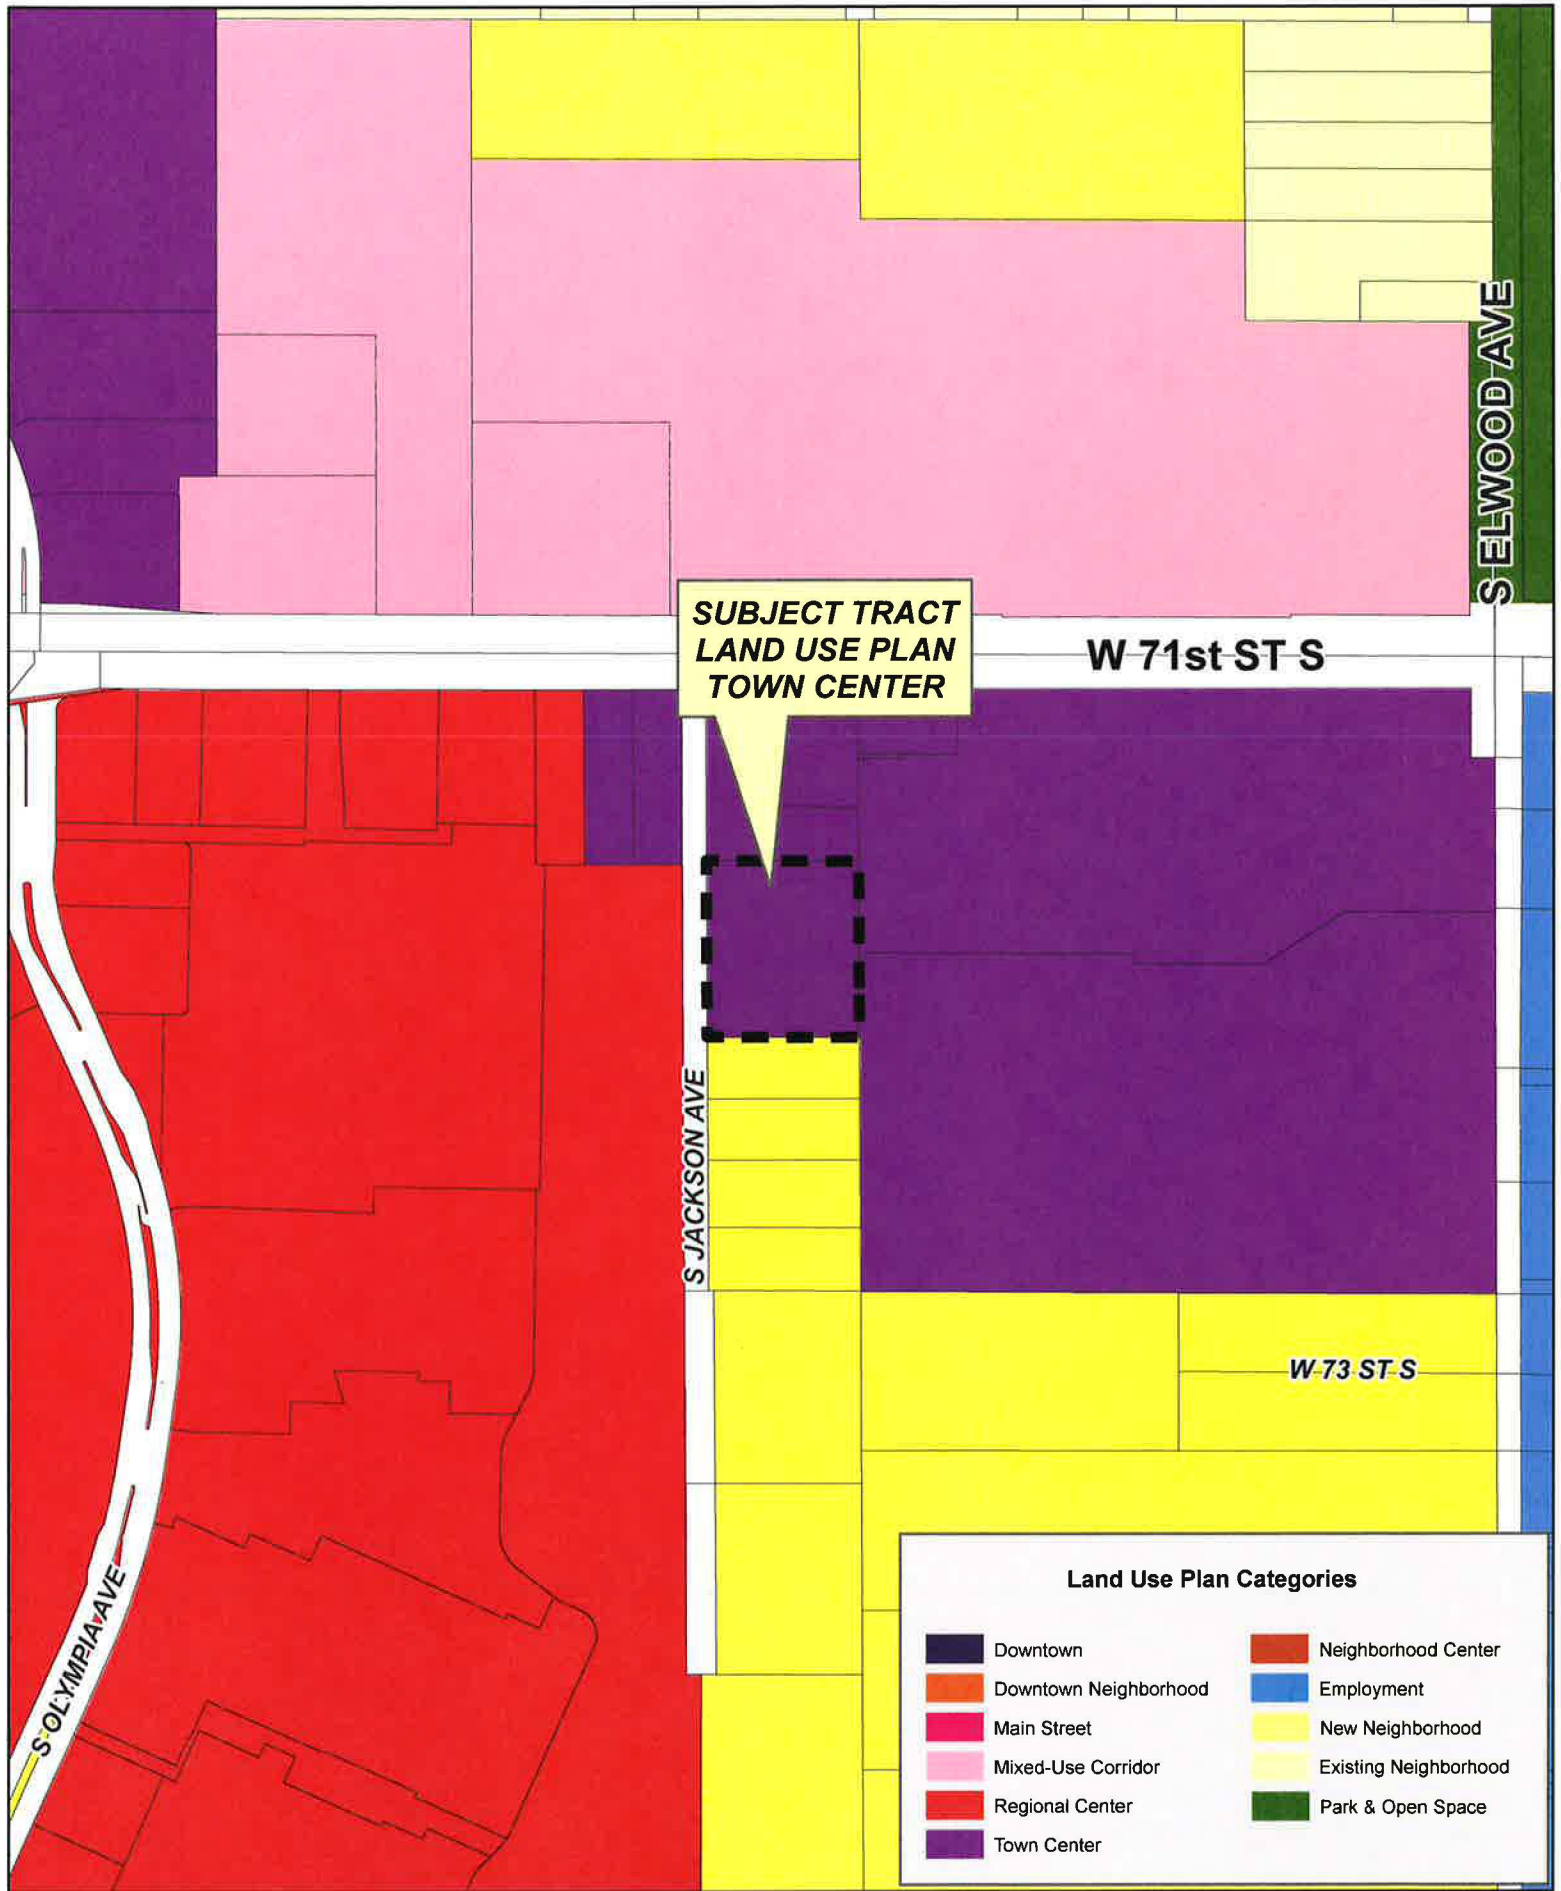 S ELWOOD AVE
SUBJECT TRACT
LAND USE PLAN
TOWN CENTER
W 71st ST S
S JACKSON AVE
W 73 ST S
S OLYMPIA AVE
Land Use Plan Categories
Downtown
Downtown Neighborhood
Main Street
Mixed-Use Corridor
Regional Center
Town Center
Neighborhood Center
Employment
New Neighborhood
Existing Neighborhood
Park & Open Space